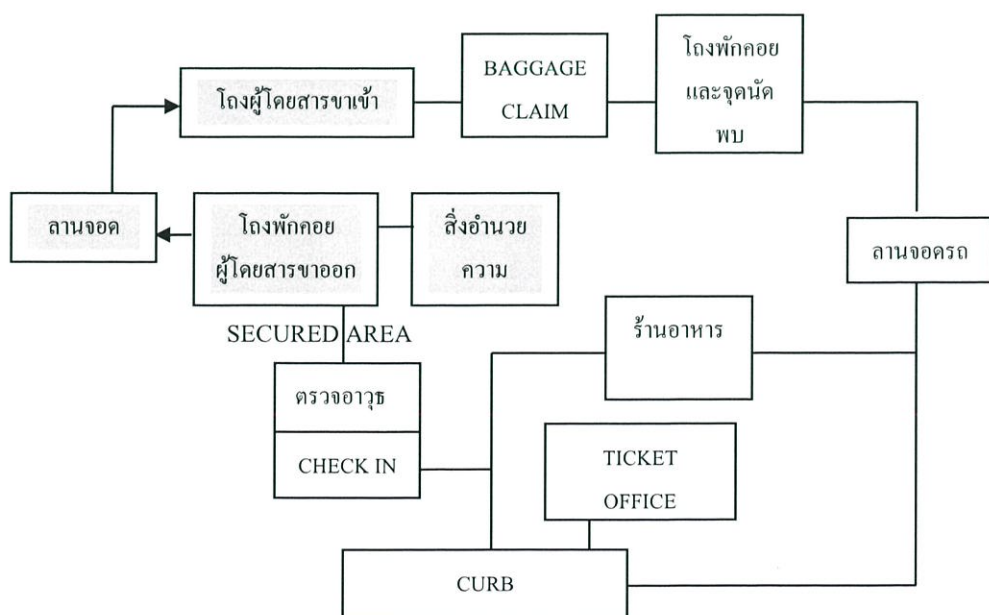 โถงผู้โดยสารขาเข้า
BAGGAGE
CLAIM
โถงพักคอย
และจุดนัด
พบ
ลานจอด
โถงพักคอย
ผู้โดยสารขาออก
สิ่งอำนวย
ความ
ลานจอดรถ
SECURED AREA
ร้านอาหาร
ตรวจอาวุธ
CHECK IN
TICKET
OFFICE
CURB